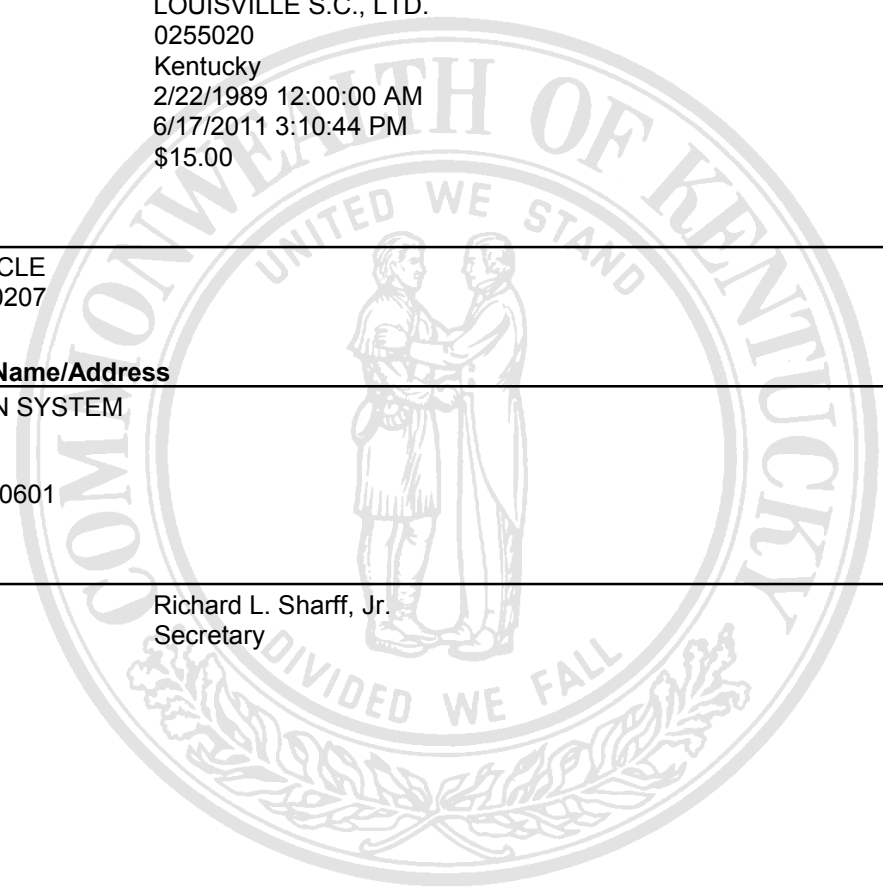 LOUISVILLE S.C., LTD.
0255020
Kentucky
2/22/1989 12:00:00 AM
6/17/2011 3:10:44 PM
$15.00
CLE
0207
Name/Address
N SYSTEM
0601
Richard L. Sharff, Jr.
Secretary
COMMONWEALTH OF KENTUCKY
UNITED WE STAND
DIVIDED WE FALL